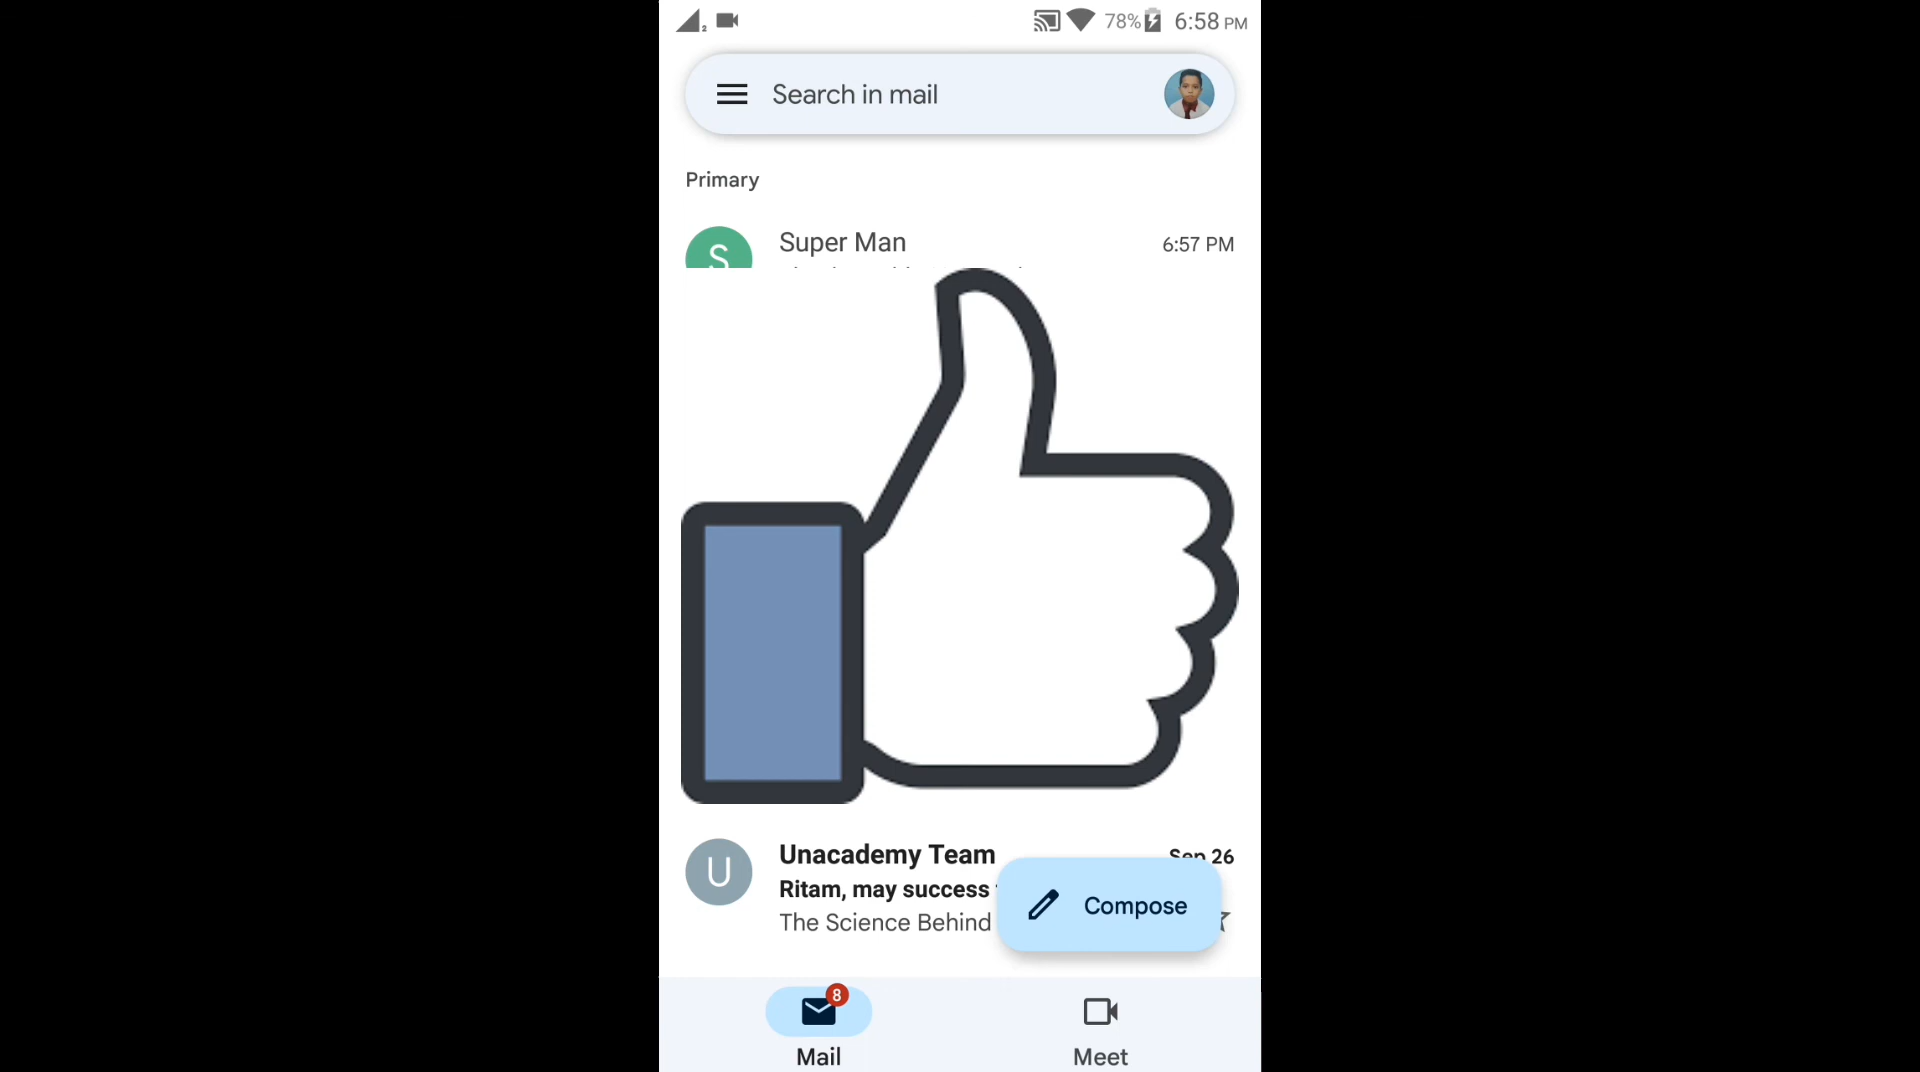 2
78%
6:58 PM
Search in mail
Primary
S
Super Man
6:57 PM
U
Unacademy Team
Sep 26
Ritam, may success
The Science Behind
Compose
8
Mail
Meet